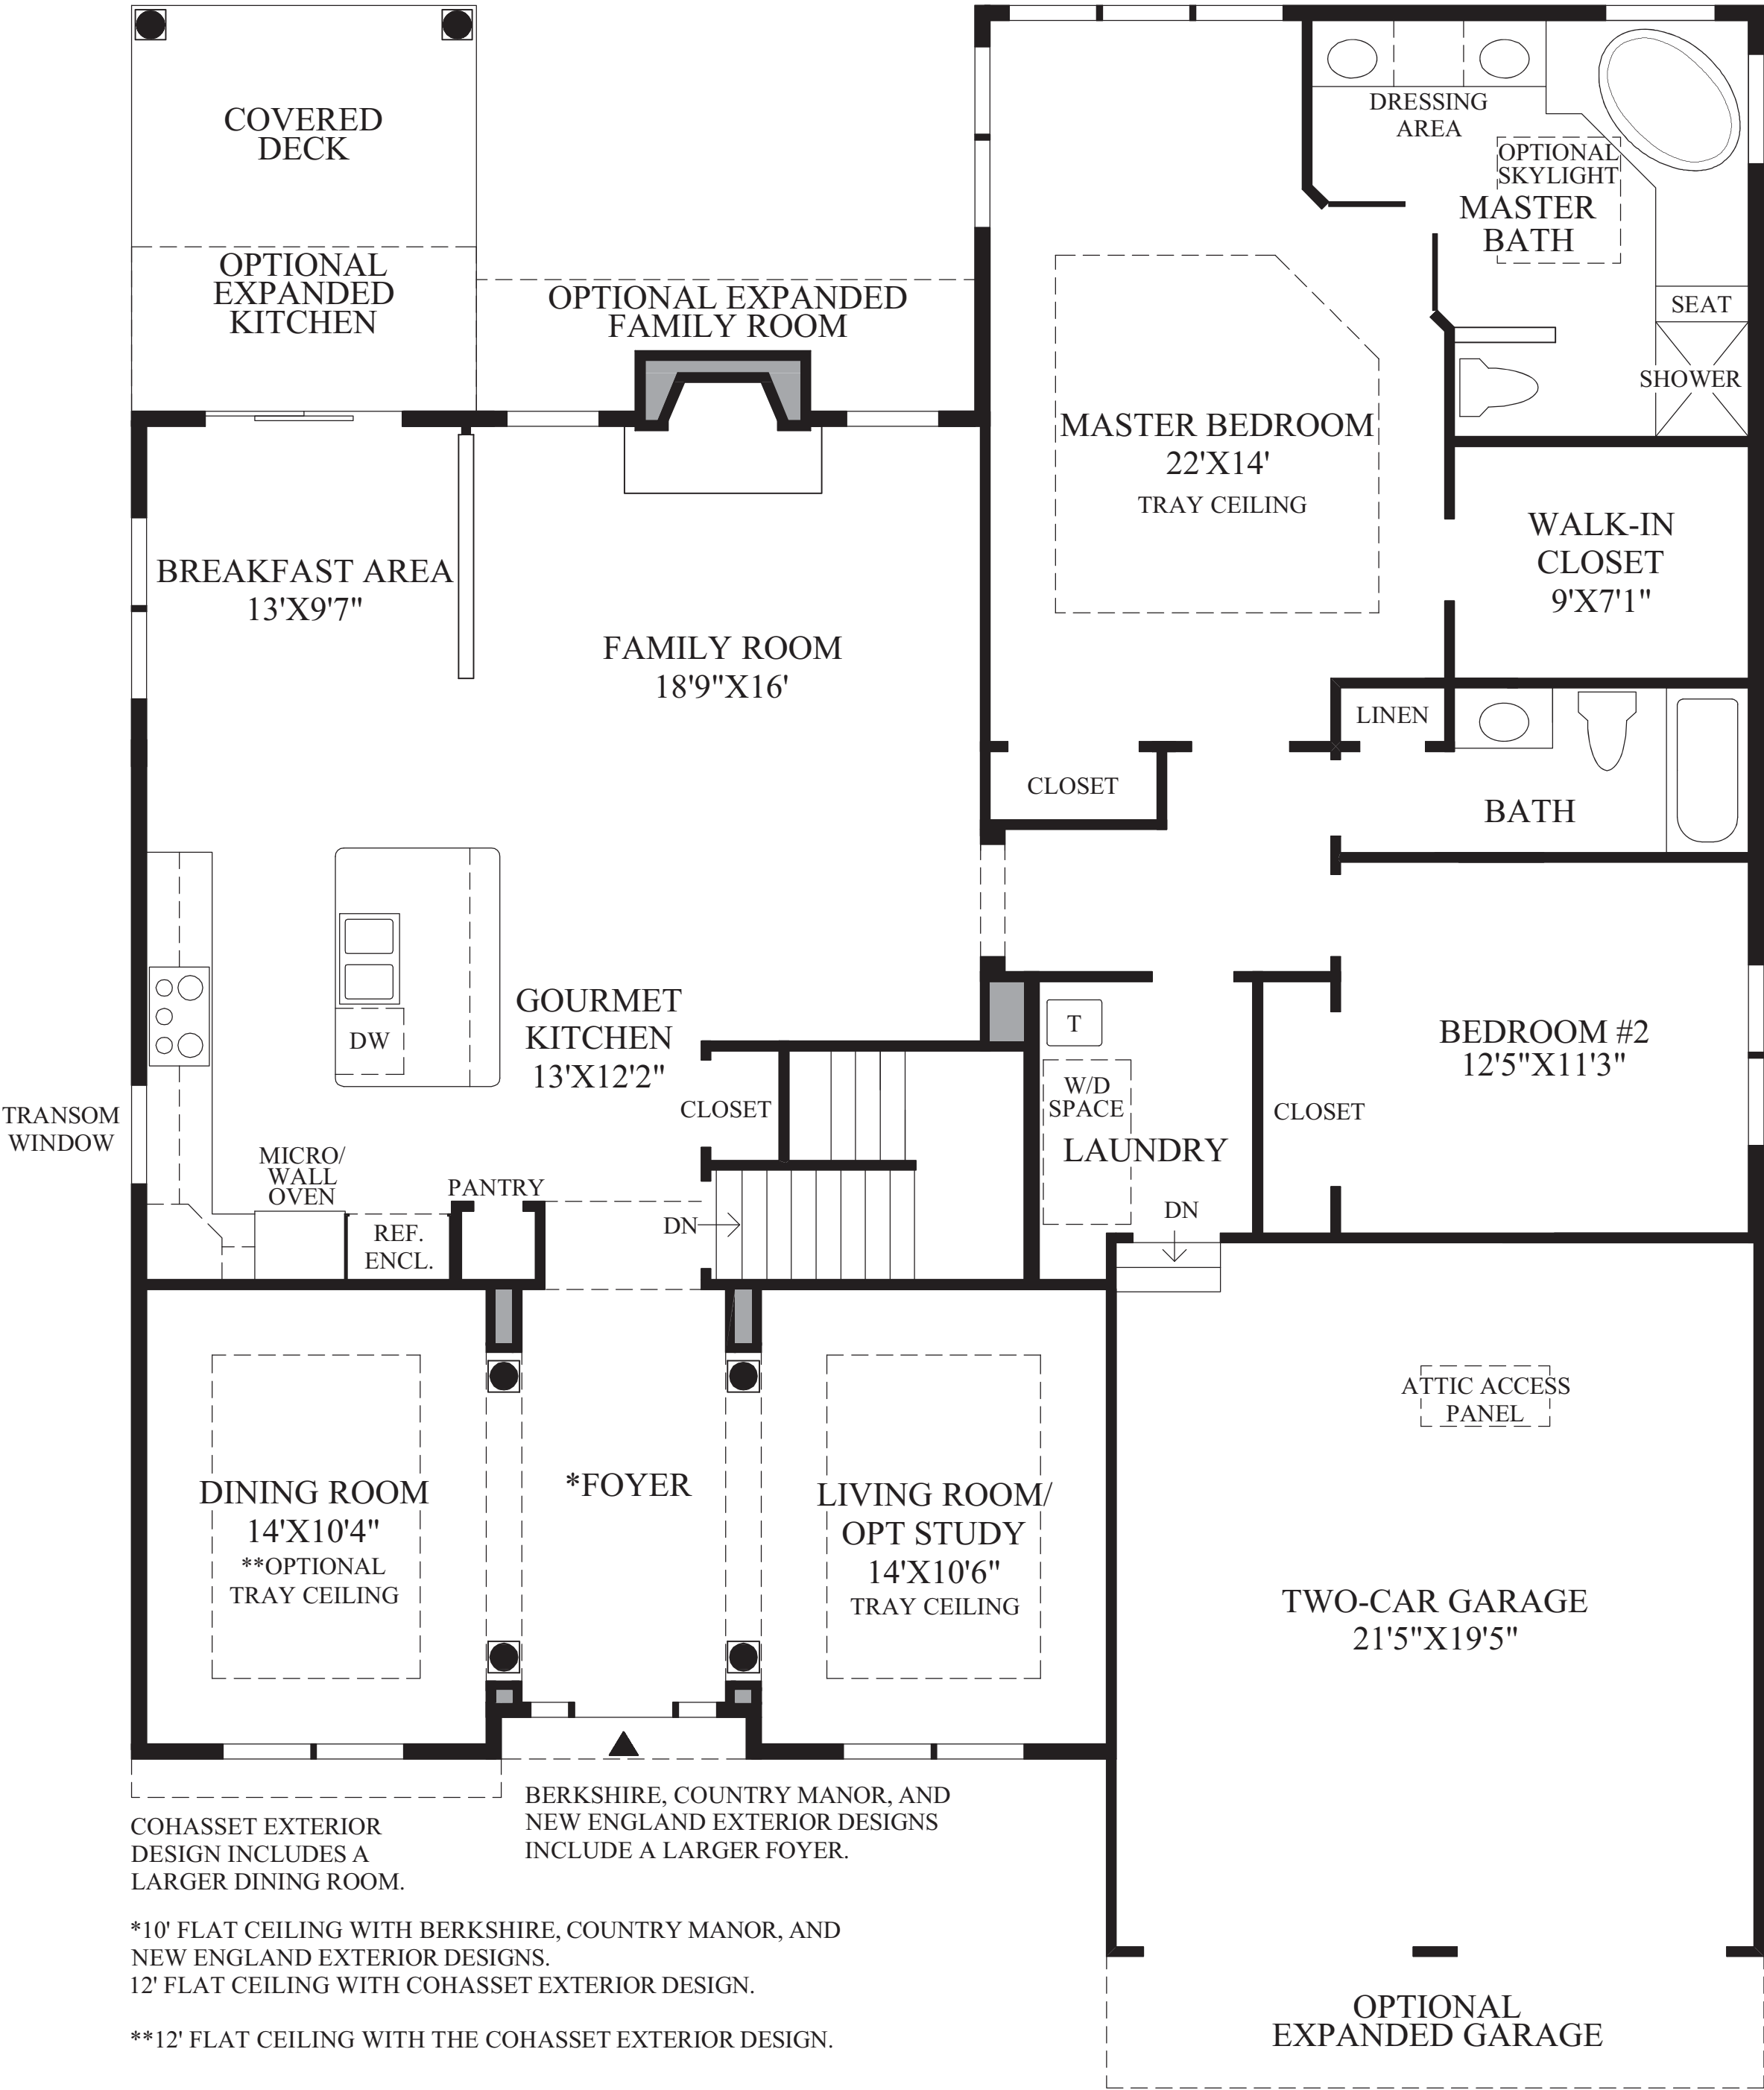 COVERED
DECK
OPTIONAL
EXPANDED
KITCHEN
OPTIONAL EXPANDED
FAMILY ROOM
DRESSING
AREA
OPTIONAL
SKYLIGHT
MASTER
BATH
SEAT
SHOWER
MASTER BEDROOM
22'X14'
TRAY CEILING
WALK-IN
CLOSET
9'X7'1"
BREAKFAST AREA
13'X9'7"
FAMILY ROOM
18'9"X16'
LINEN
CLOSET
BATH
GOURMET
KITCHEN
13'X12'2"
DW
T
W/D
SPACE
LAUNDRY
DN
CLOSET
BEDROOM #2
12'5"X11'3"
TRANSOM
WINDOW
MICRO/
WALL
OVEN
REF.
ENCL.
PANTRY
CLOSET
DN
DINING ROOM
14'X10'4"
**OPTIONAL
TRAY CEILING
*FOYER
LIVING ROOM/
OPT STUDY
14'X10'6"
TRAY CEILING
ATTIC ACCESS
PANEL
TWO-CAR GARAGE
21'5"X19'5"
COHASSET EXTERIOR
DESIGN INCLUDES A
LARGER DINING ROOM.
BERKSHIRE, COUNTRY MANOR, AND
NEW ENGLAND EXTERIOR DESIGNS
INCLUDE A LARGER FOYER.
*10' FLAT CEILING WITH BERKSHIRE, COUNTRY MANOR, AND
NEW ENGLAND EXTERIOR DESIGNS.
12' FLAT CEILING WITH COHASSET EXTERIOR DESIGN.
**12' FLAT CEILING WITH THE COHASSET EXTERIOR DESIGN.
OPTIONAL
EXPANDED GARAGE